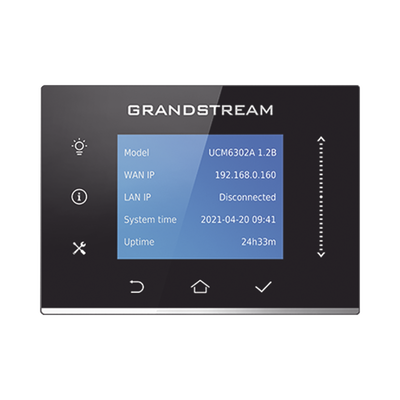 GRANDSTREAM
Model UCM6302A 1.2B
WAN IP 192.168.0.160
LAN IP Disconnected
System time 2021-04-20 09:41
Uptime 24h33m